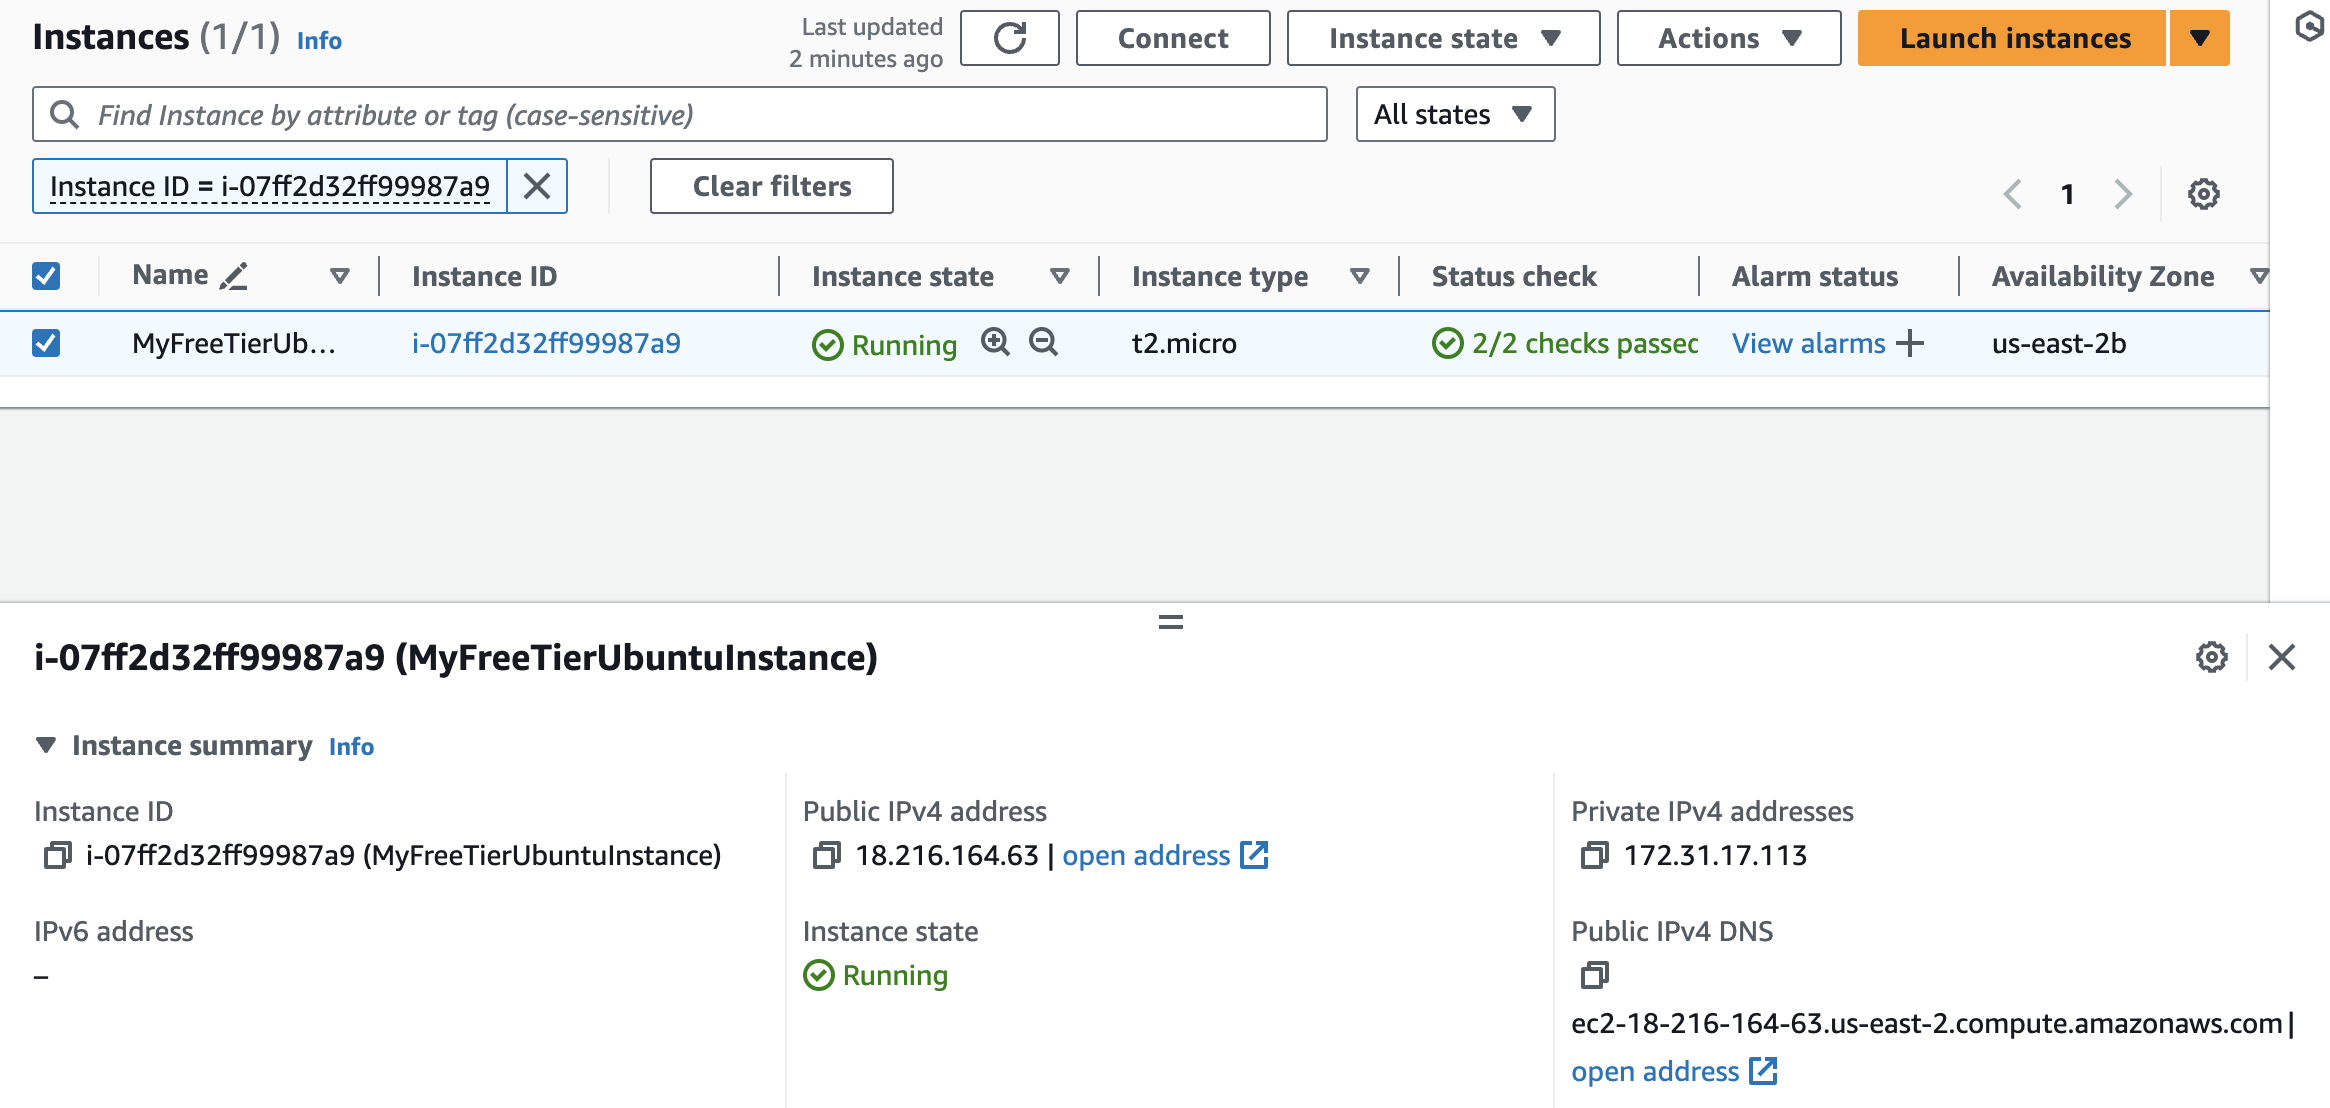 Instances (1/1) Info
Last updated
2 minutes ago
Connect
Instance state
Actions
Launch instances
Find Instance by attribute or tag (case-sensitive)
All states
Instance ID = i-07ff2d32ff99987a9
Clear filters
1
Name Instance ID Instance state Instance type Status check Alarm status Availability Zone
MyFreeTierUb... i-07ff2d32ff99987a9 Running t2.micro 2/2 checks passec View alarms + us-east-2b
i-07ff2d32ff99987a9 (MyFreeTierUbuntuInstance)
Instance summary Info
Instance ID
i-07ff2d32ff99987a9 (MyFreeTierUbuntuInstance)
Public IPv4 address
18.216.164.63 | open address
Private IPv4 addresses
172.31.17.113
IPv6 address
–
Instance state
Running
Public IPv4 DNS
ec2-18-216-164-63.us-east-2.compute.amazonaws.com |
open address